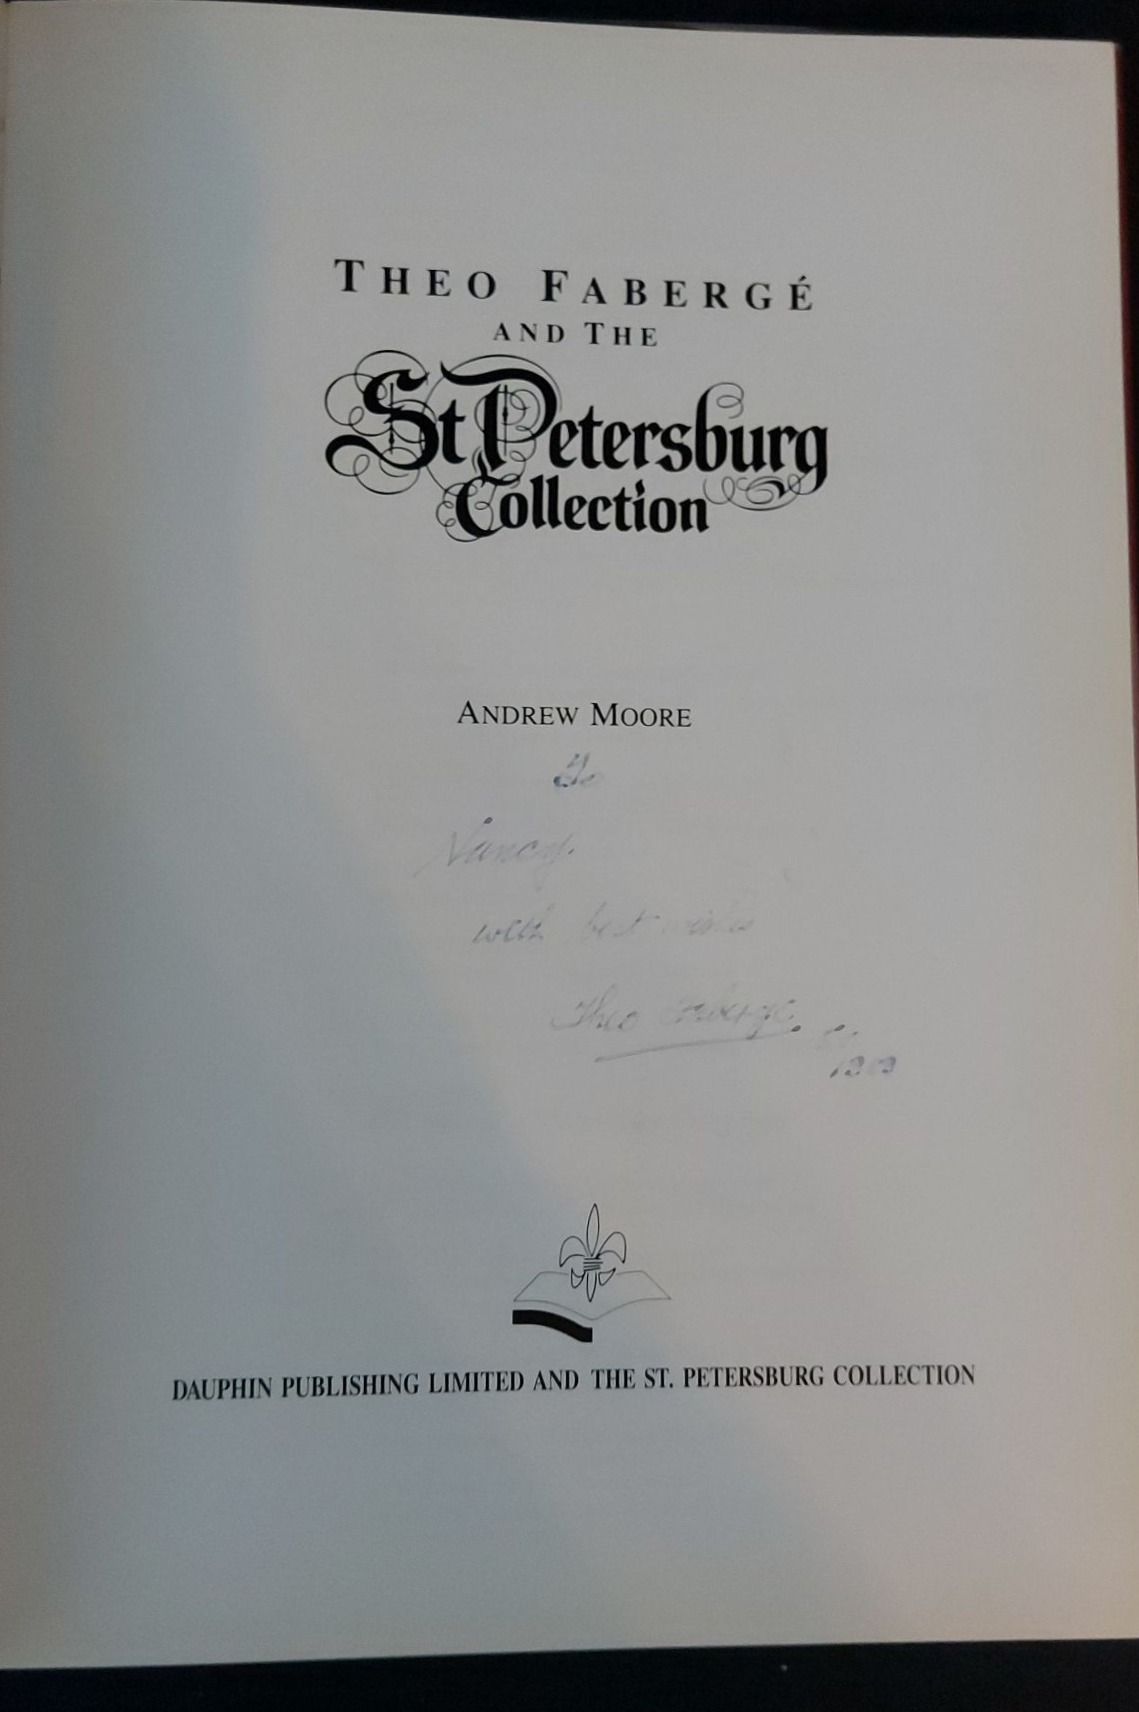 THEO FABERGÉ
AND THE
St Petersburg
Collection
ANDREW MOORE
To
Nancy.
with best wishes
Theo Faberge
DAUPHIN PUBLISHING LIMITED AND THE ST. PETERSBURG COLLECTION